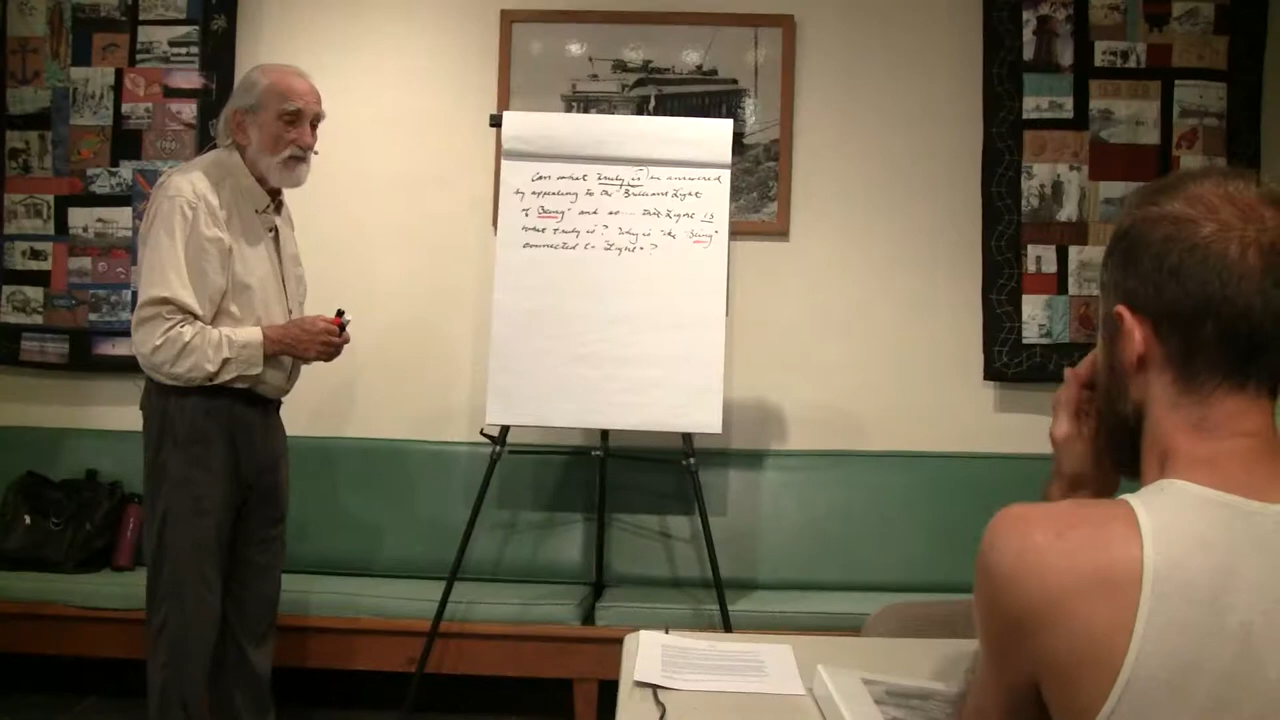 Can what truly is be answered
by appealing to the "Brilliant Light
of Being" and so.... that Light is
what truly is? Why is the "Being"
connected to "Light"?